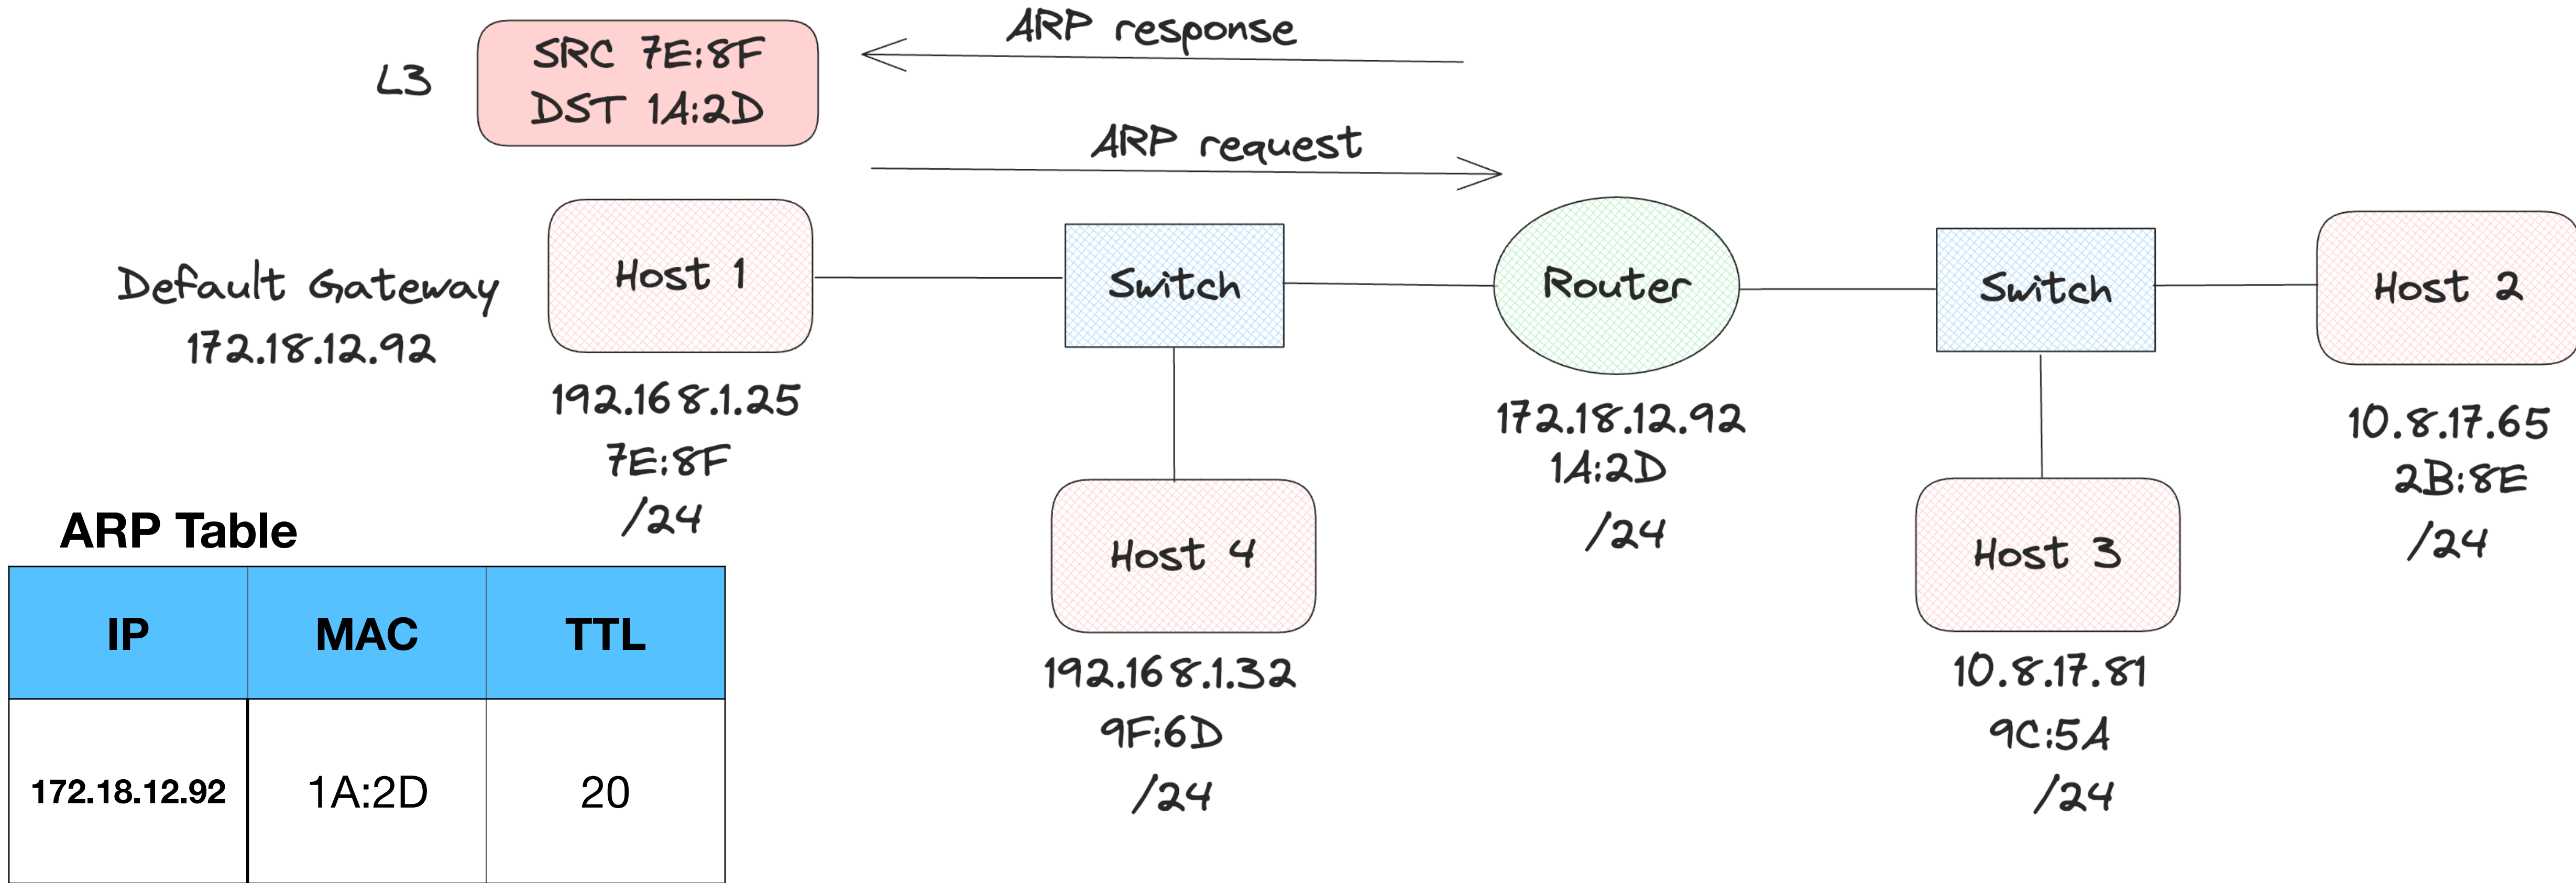 ARP response
L3
SRC 7E:8F
DST 1A:2D
ARP request
Default Gateway
172.18.12.92
Host 1
192.168.1.25
7E:8F
/24
Switch
Router
172.18.12.92
1A:2D
/24
Switch
Host 2
10.8.17.65
2B:8E
/24
Host 4
192.168.1.32
9F:6D
/24
Host 3
10.8.17.81
9C:5A
/24
ARP Table
IP MAC TTL
172.18.12.92 1A:2D 20